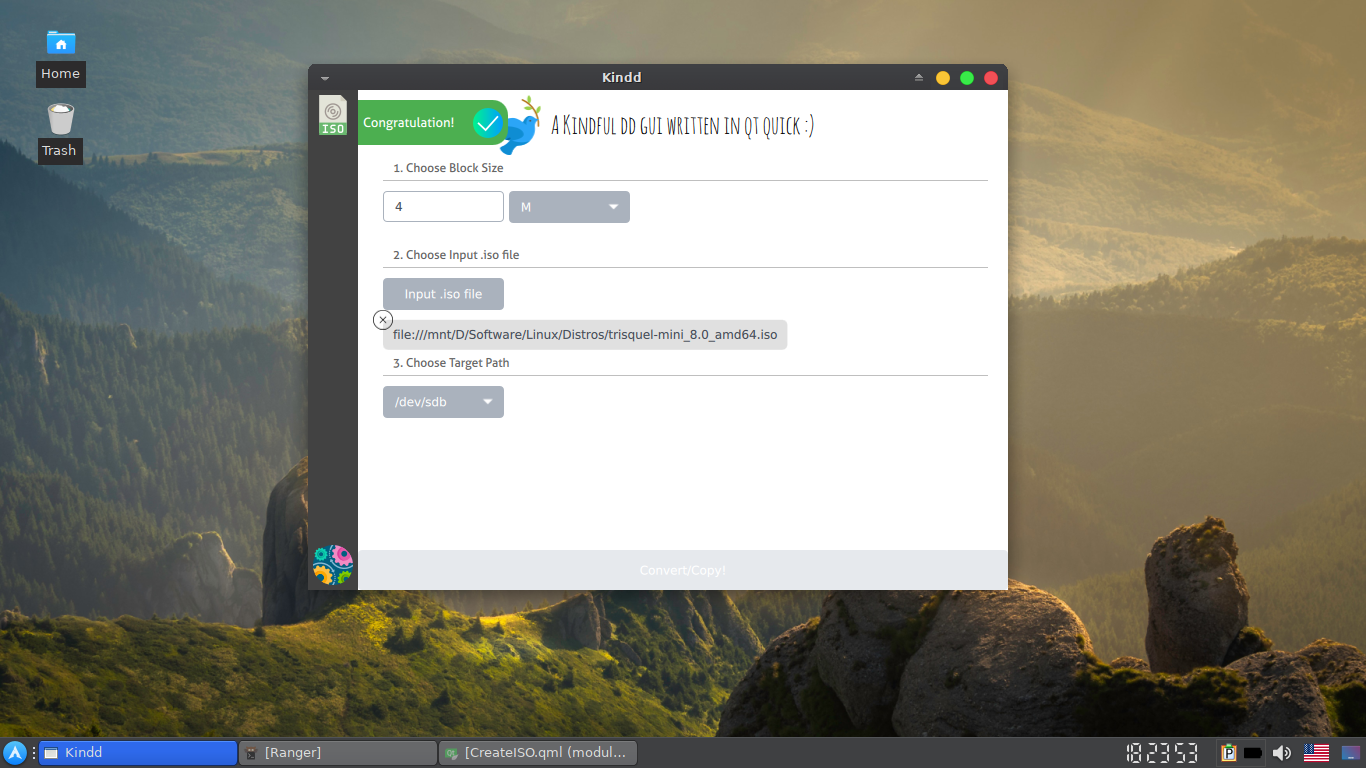 Home
Trash
Kindd
ISO
Congratulation!
A Kindful dd gui written in qt quick :)
1. Choose Block Size
4
M
2. Choose Input .iso file
Input .iso file
file:///mnt/D/Software/Linux/Distros/trisquel-mini_8.0_amd64.iso
3. Choose Target Path
/dev/sdb
Convert/Copy!
Kindd
[Ranger]
[CreateISO.qml (modul...
18:23:53
P